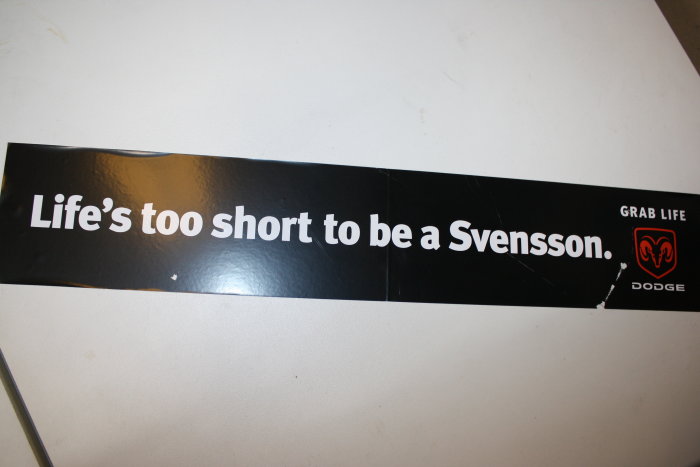 Life's too short to be a Svensson.
GRAB LIFE
DODGE